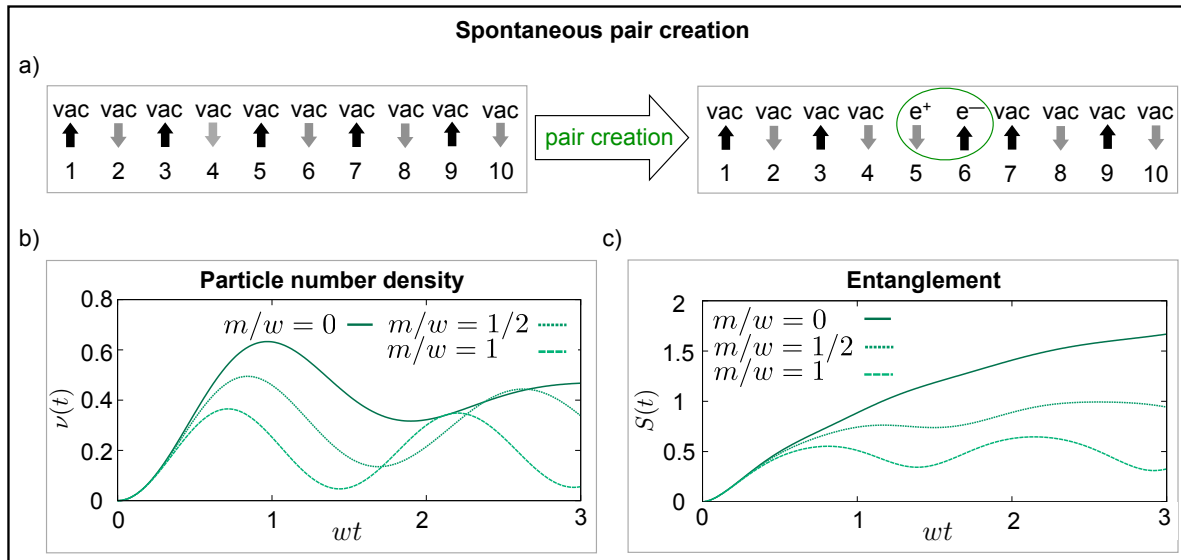 Spontaneous pair creation
a)
vac vac vac vac vac vac vac vac vac vac
1 2 3 4 5 6 7 8 9 10
pair creation
vac vac vac vac e⁺ e⁻ vac vac vac vac
1 2 3 4 5 6 7 8 9 10
b)
Particle number density
0.8
0.6
0.4
0.2
0
ν(t)
m/w = 0
m/w = 1/2
m/w = 1
0 1 2 3
wt
c)
Entanglement
2
1.5
1
0.5
0
S(t)
m/w = 0
m/w = 1/2
m/w = 1
0 1 2 3
wt